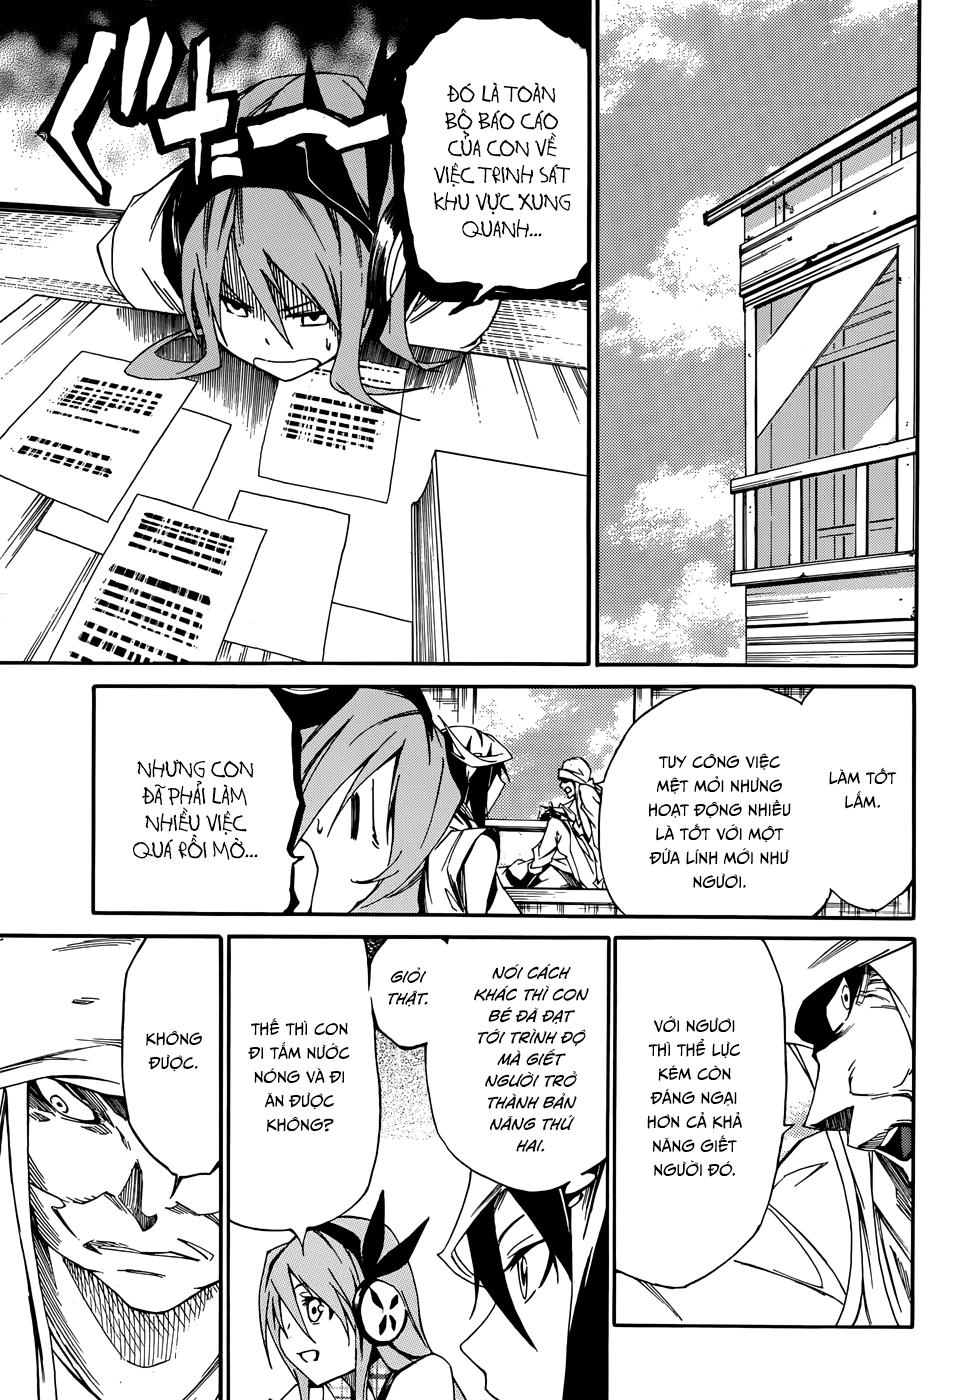 ĐÓ LÀ TOÀN
BỘ BÁO CÁO
CỦA CON VỀ
VIỆC TRINH SÁT
KHU VỰC XUNG
QUANH...
グデ～
LÀM TỐT
LẮM.
TUY CÔNG VIỆC
MỆT MỎI NHƯNG
HOẠT ĐỘNG NHIỀU
LÀ TỐT VỚI MỘT
ĐỨA LÍNH MỚI NHƯ
NGƯƠI.
NHƯNG CON
ĐÃ PHẢI LÀM
NHIỀU VIỆC
QUÁ RỒI MỜ...
VỚI NGƯƠI
THÌ THỂ LỰC
KÉM CÒN
ĐÁNG NGẠI
HƠN CẢ KHẢ
NĂNG GIẾT
NGƯỜI ĐÓ.
NÓI CÁCH
KHÁC THÌ CON
BÉ ĐÃ ĐẠT
TỚI TRÌNH ĐỘ
MÀ GIẾT
NGƯỜI TRỞ
THÀNH BẢN
NĂNG THỨ
HAI.
GIỎI
THẬT.
THẾ THÌ CON
ĐI TẮM NƯỚC
NÓNG VÀ ĐI
ĂN ĐƯỢC
KHÔNG?
KHÔNG
ĐƯỢC.